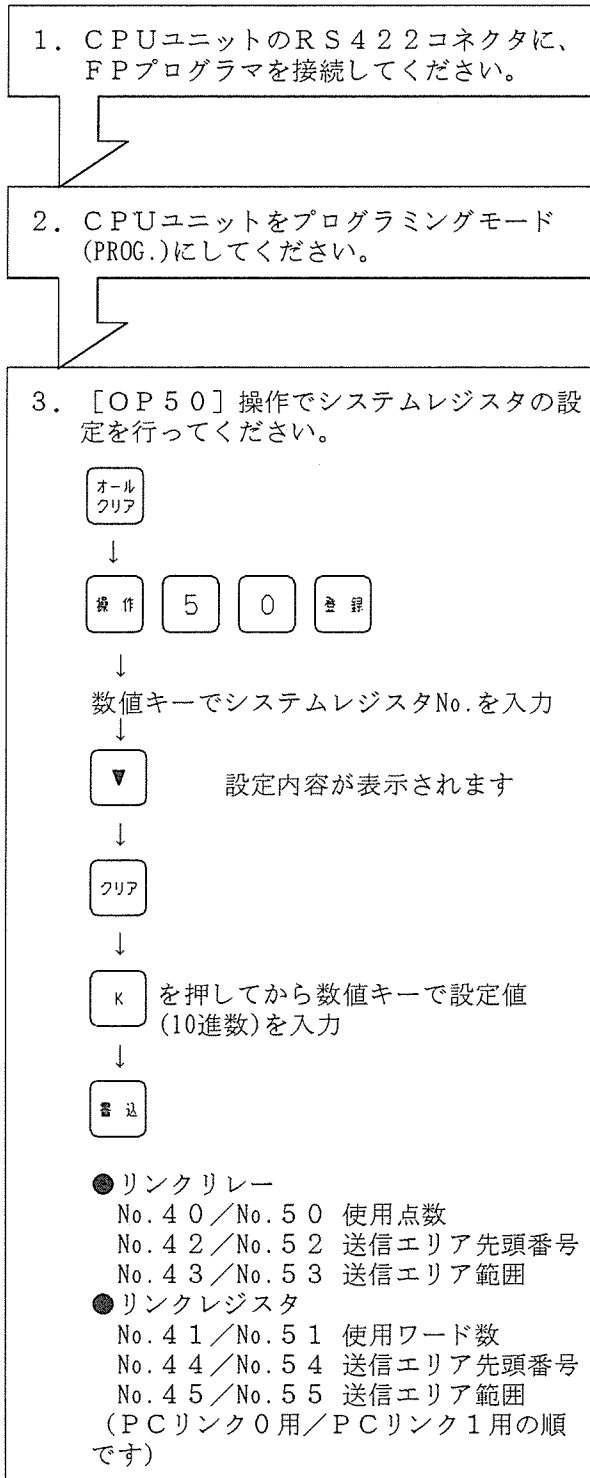 1．ＣＰＵユニットのＲＳ４２２コネクタに、
ＦＰプログラマを接続してください。
2．ＣＰＵユニットをプログラミングモード
(PROG.)にしてください。
3．［ＯＰ５０］操作でシステムレジスタの設
定を行ってください。
オール
クリア
↓
操作 5 0 登録
↓
数値キーでシステムレジスタNo.を入力
↓
▼ 設定内容が表示されます
↓
クリア
↓
K を押してから数値キーで設定値
(10進数)を入力
↓
書込
●リンクリレー
No.４０／No.５０ 使用点数
No.４２／No.５２ 送信エリア先頭番号
No.４３／No.５３ 送信エリア範囲
●リンクレジスタ
No.４１／No.５１ 使用ワード数
No.４４／No.５４ 送信エリア先頭番号
No.４５／No.５５ 送信エリア範囲
（ＰＣリンク０用／ＰＣリンク１用の順
です）